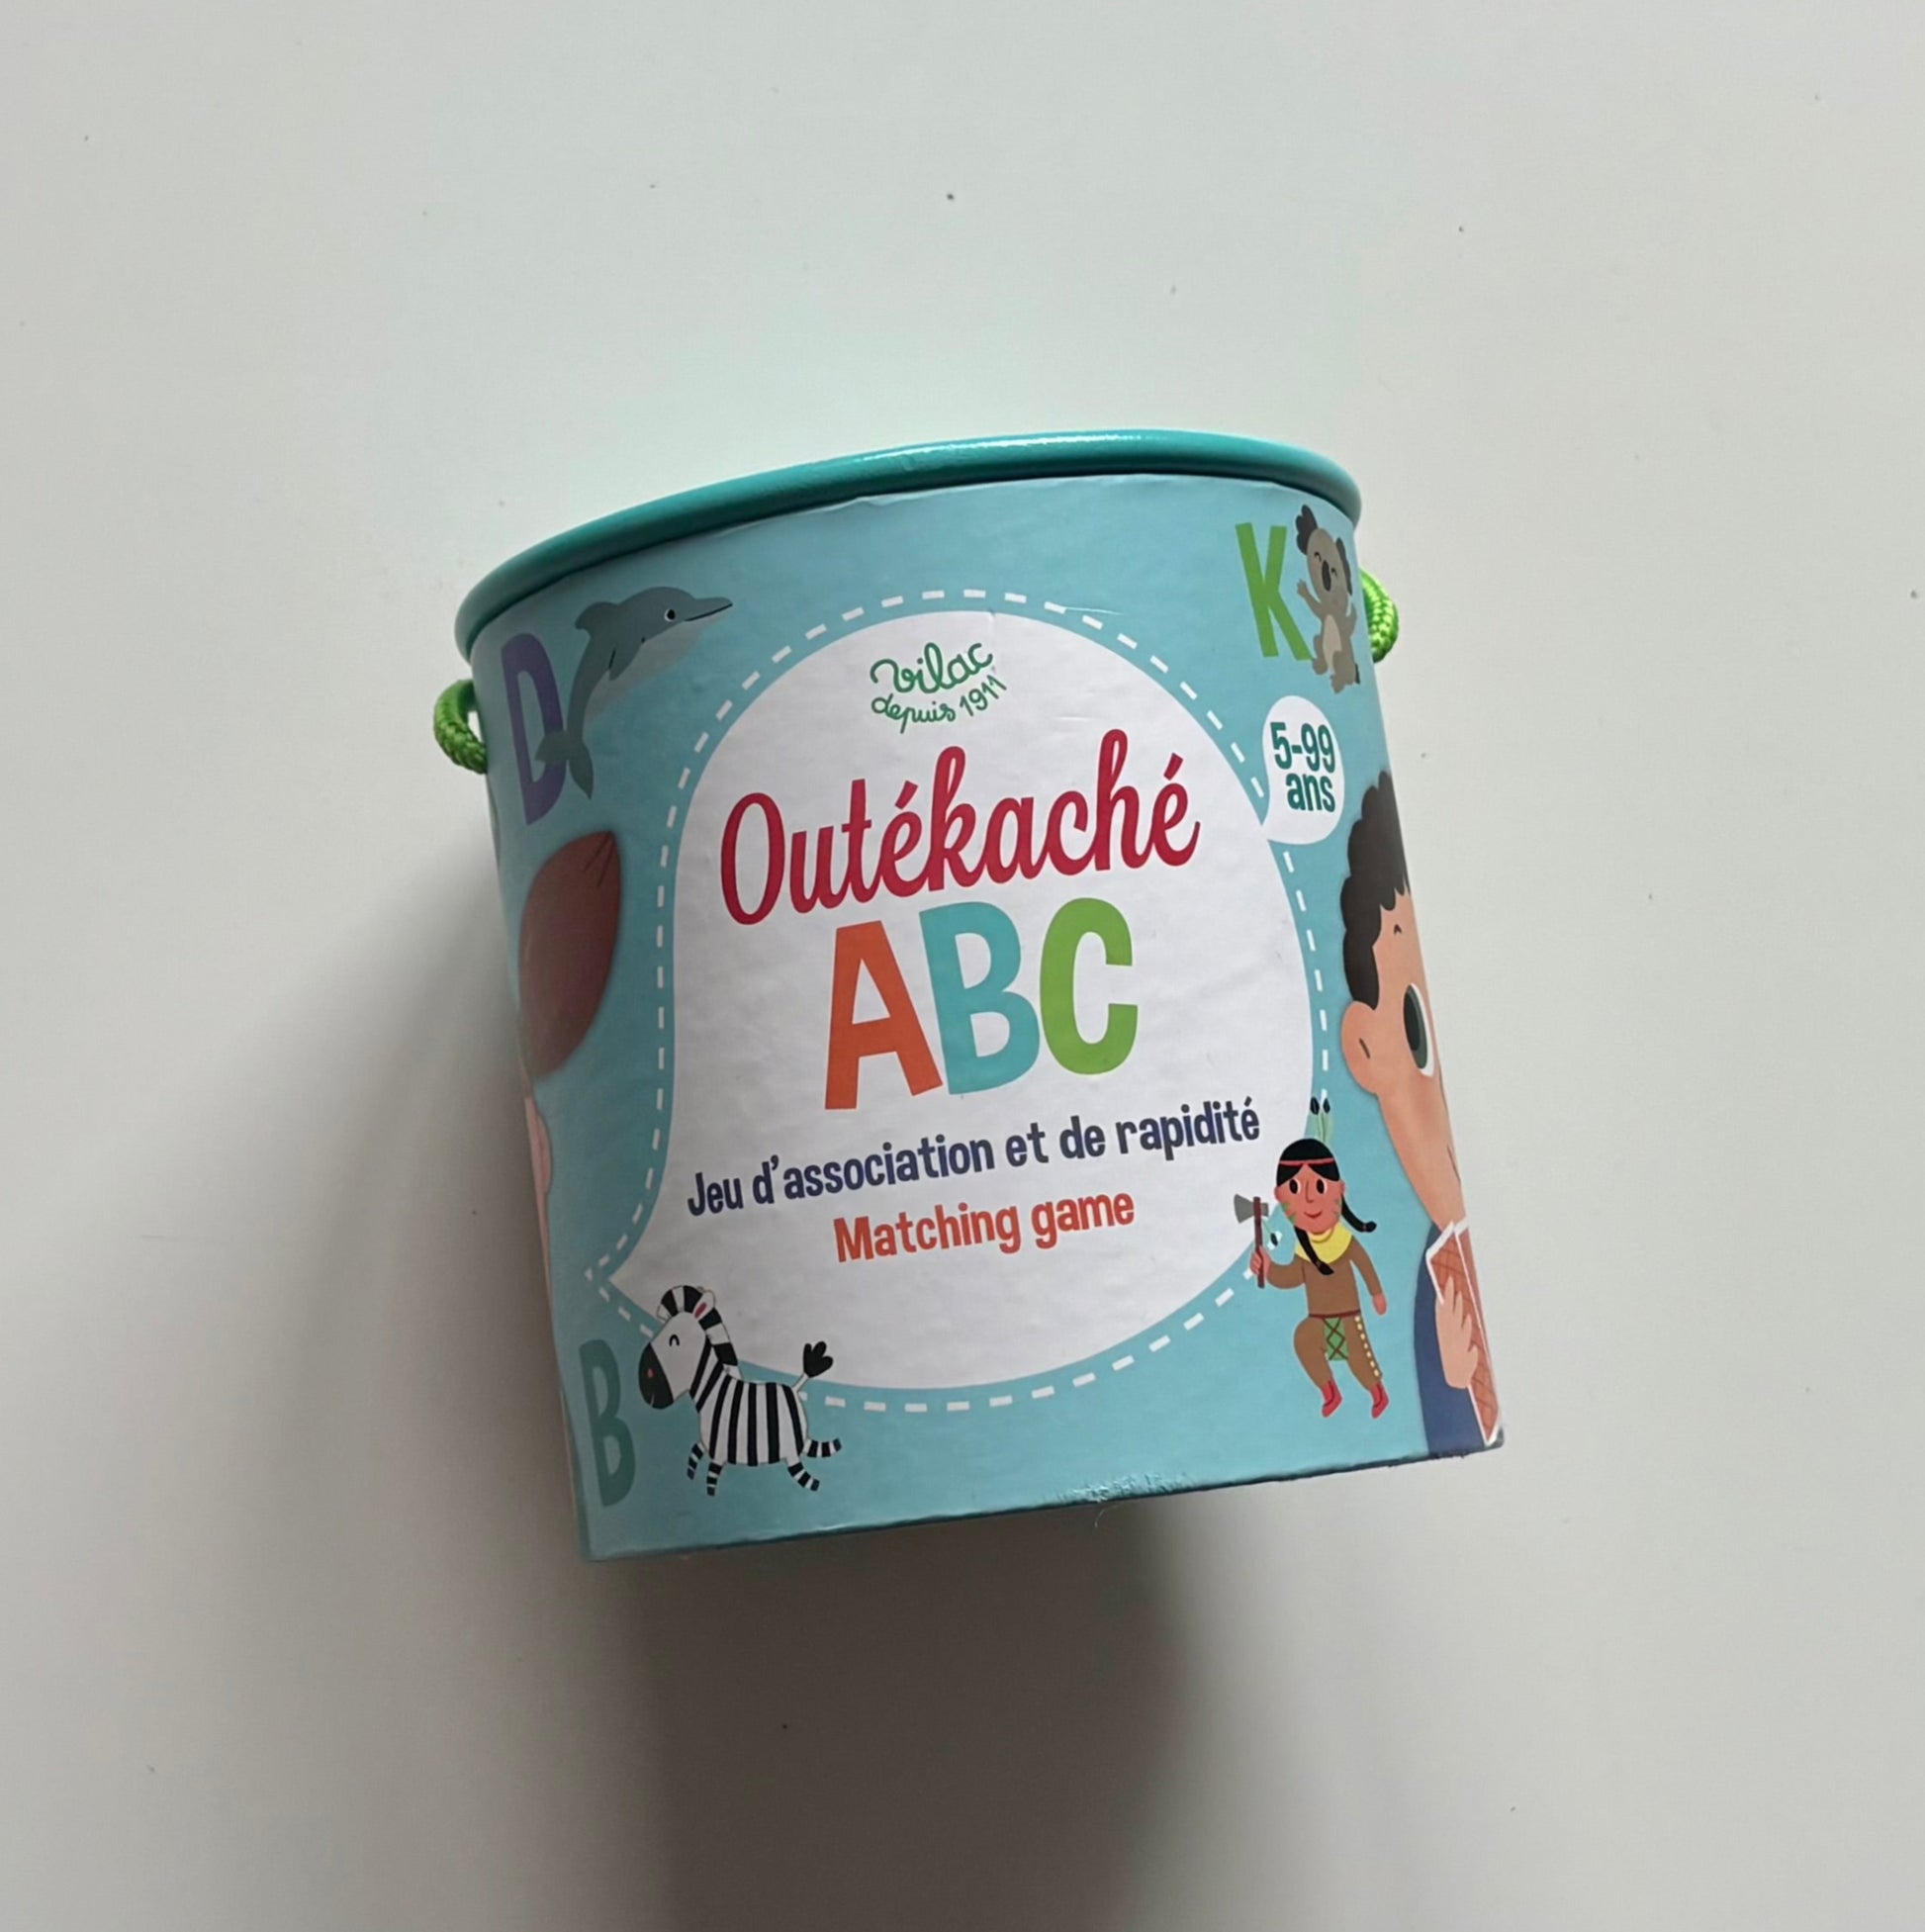 D
K
vilac
depuis 1911
5-99
ans
Outékaché
ABC
Jeu d'association et de rapidité
Matching game
B